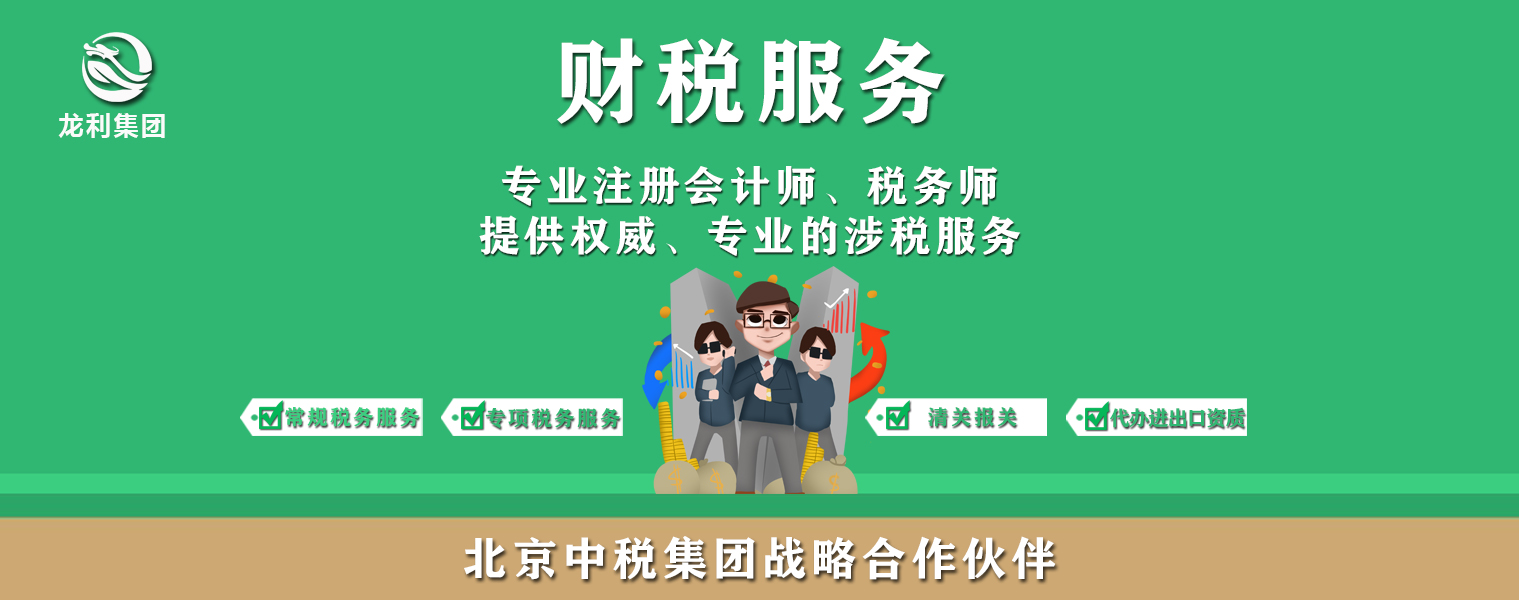 财税服务
龙利集团
专业注册会计师、税务师
提供权威、专业的涉税服务
常规税务服务
专项税务服务
清关报关
代办进出口资质
北京中税集团战略合作伙伴